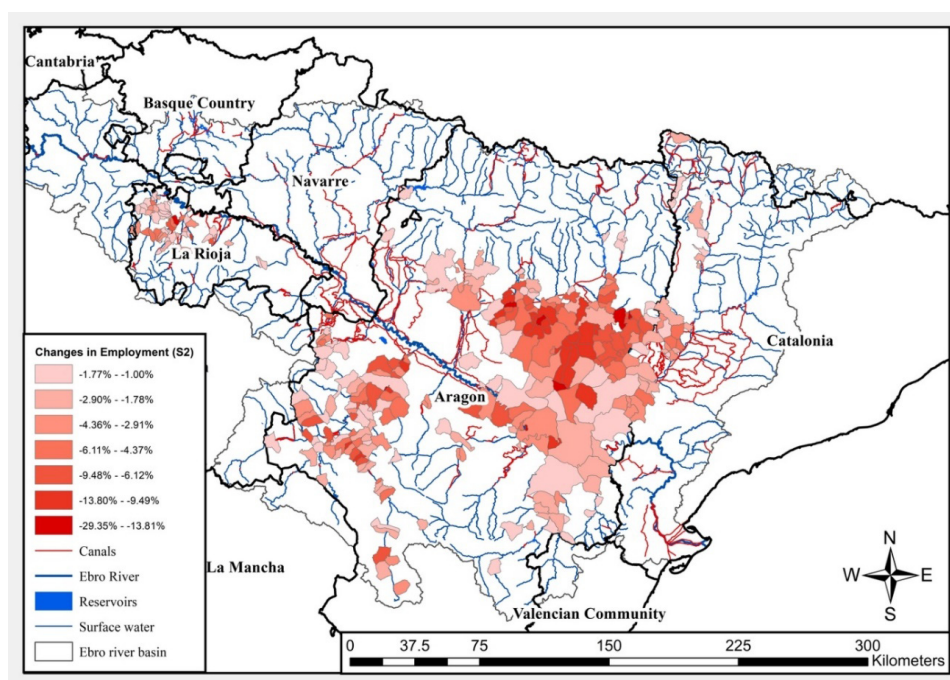 Cantabria
Basque Country
Navarre
La Rioja
Catalonia
Aragon
La Mancha
Valencian Community
Changes in Employment (S2)
-1.77% - -1.00%
-2.90% - -1.78%
-4.36% - -2.91%
-6.11% - -4.37%
-9.48% - -6.12%
-13.80% - -9.49%
-29.35% - -13.81%
Canals
Ebro River
Reservoirs
Surface water
Ebro river basin
N
W E
S
0 37.5 75 150 225 300
Kilometers